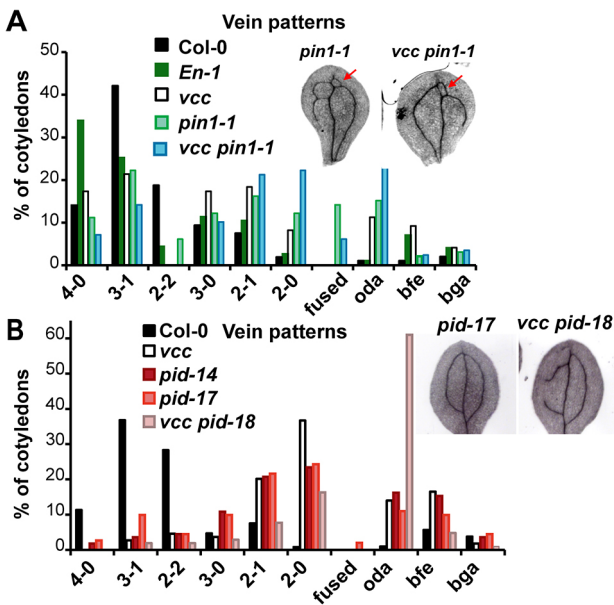 A
Vein patterns
% of cotyledons
50
40
30
20
10
0
Col-0
En-1
vcc
pin1-1
vcc pin1-1
pin1-1
vcc pin1-1
4-0
3-1
2-2
3-0
2-1
2-0
fused
oda
bfe
bga
B
Vein patterns
% of cotyledons
60
50
40
30
20
10
0
Col-0
vcc
pid-14
pid-17
vcc pid-18
pid-17
vcc pid-18
4-0
3-1
2-2
3-0
2-1
2-0
fused
oda
bfe
bga